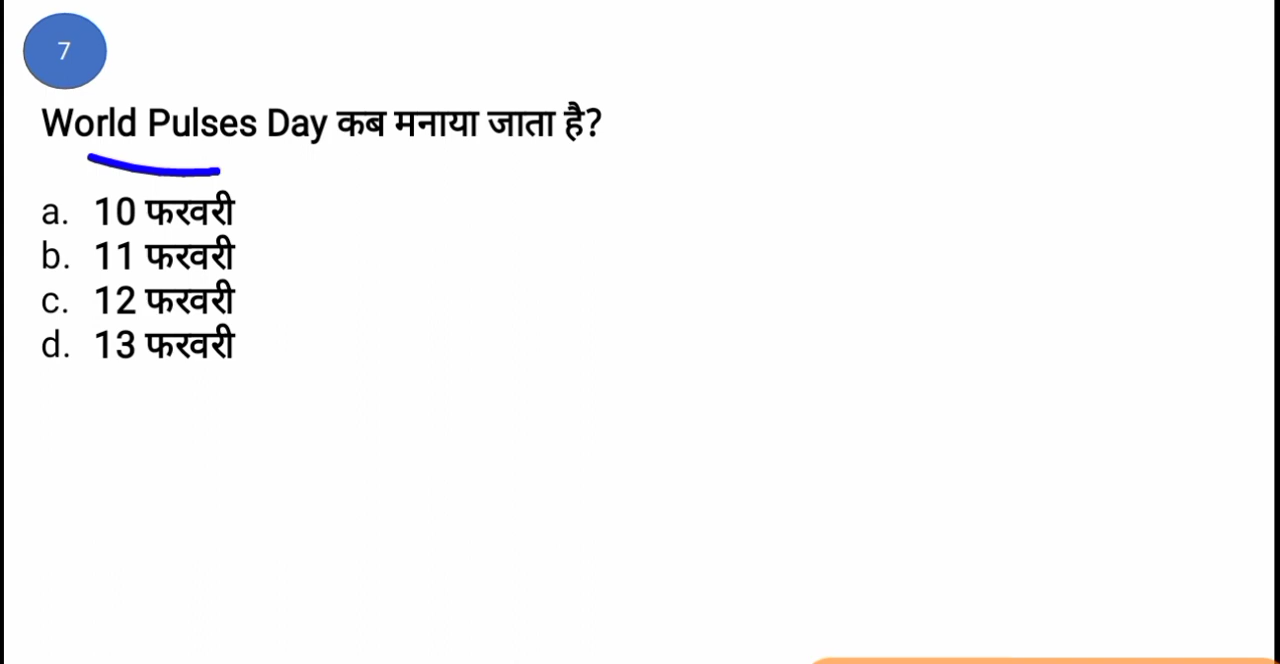 7
World Pulses Day कब मनाया जाता है?
a. 10 फरवरी
b. 11 फरवरी
c. 12 फरवरी
d. 13 फरवरी